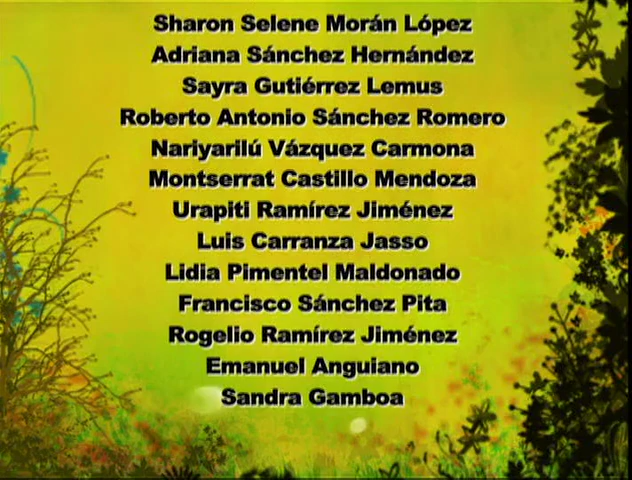 Sharon Selene Morán López
Adriana Sánchez Hernández
Sayra Gutiérrez Lemus
Roberto Antonio Sánchez Romero
Nariyarilú Vázquez Carmona
Montserrat Castillo Mendoza
Urapiti Ramírez Jiménez
Luis Carranza Jasso
Lidia Pimentel Maldonado
Francisco Sánchez Pita
Rogelio Ramírez Jiménez
Emanuel Anguiano
Sandra Gamboa